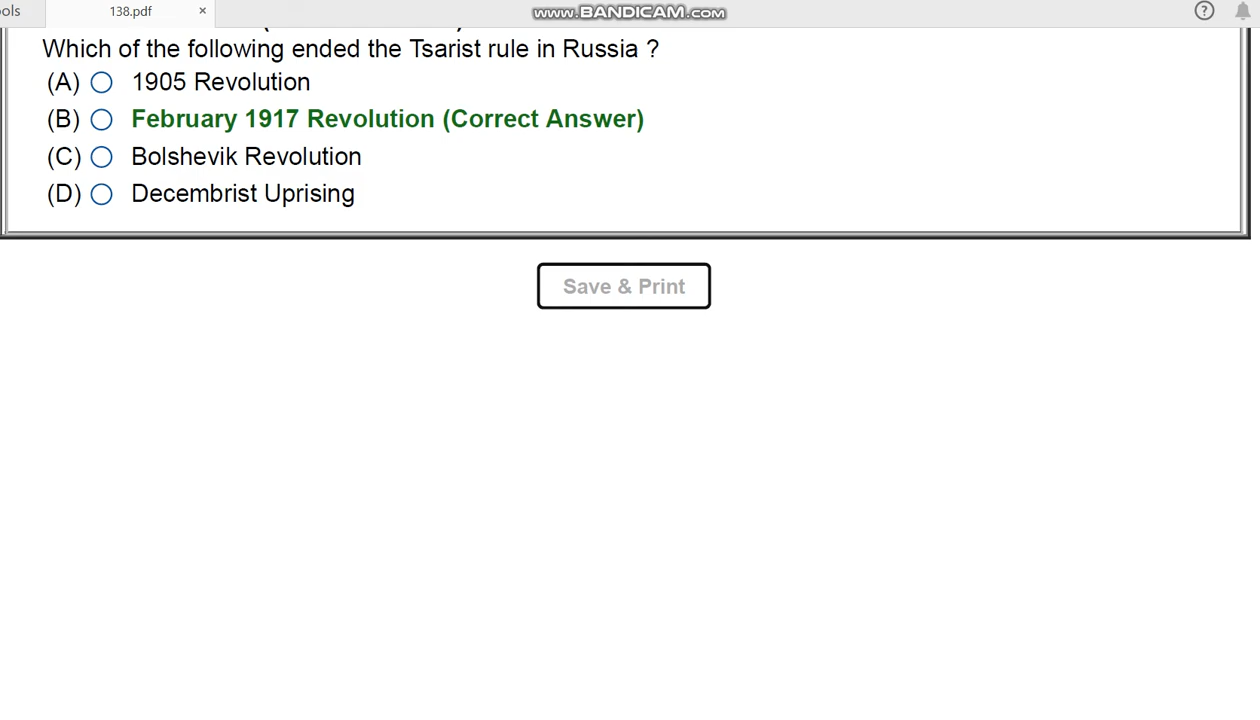 ols
138.pdf ×
www.BANDICAM.com
?
Which of the following ended the Tsarist rule in Russia ?
(A) 1905 Revolution
(B) February 1917 Revolution (Correct Answer)
(C) Bolshevik Revolution
(D) Decembrist Uprising
Save & Print